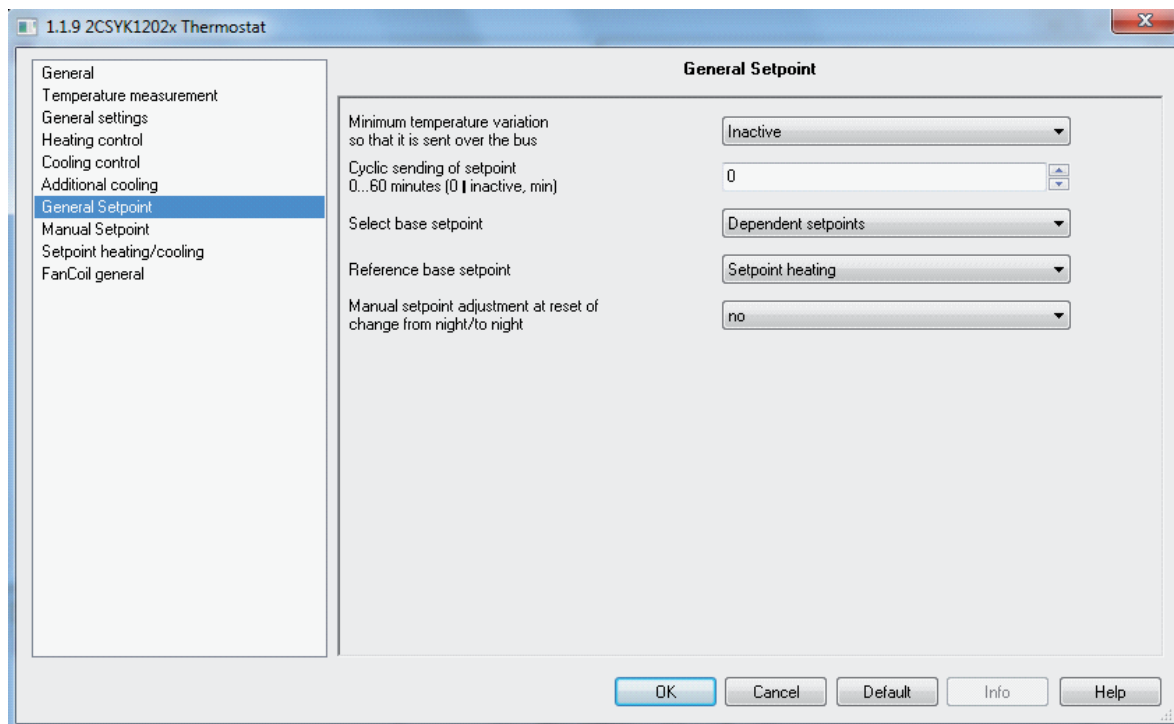 1.1.9 2CSYK1202x Thermostat
General
Temperature measurement
General settings
Heating control
Cooling control
Additional cooling
General Setpoint
Manual Setpoint
Setpoint heating/cooling
FanCoil general
General Setpoint
Minimum temperature variation
so that it is sent over the bus
Inactive
Cyclic sending of setpoint
0...60 minutes (0 | inactive, min)
0
Select base setpoint
Dependent setpoints
Reference base setpoint
Setpoint heating
Manual setpoint adjustment at reset of
change from night/to night
no
OK
Cancel
Default
Info
Help